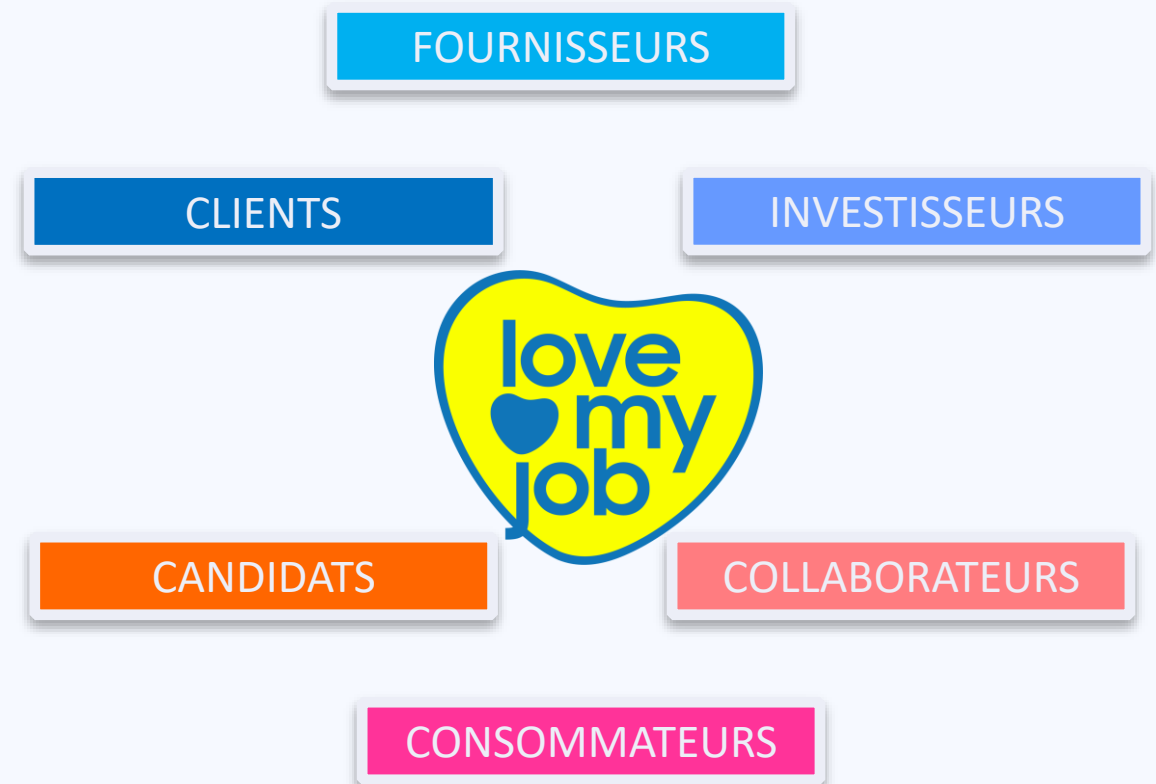 FOURNISSEURS
CLIENTS
INVESTISSEURS
love
my
job
CANDIDATS
COLLABORATEURS
CONSOMMATEURS